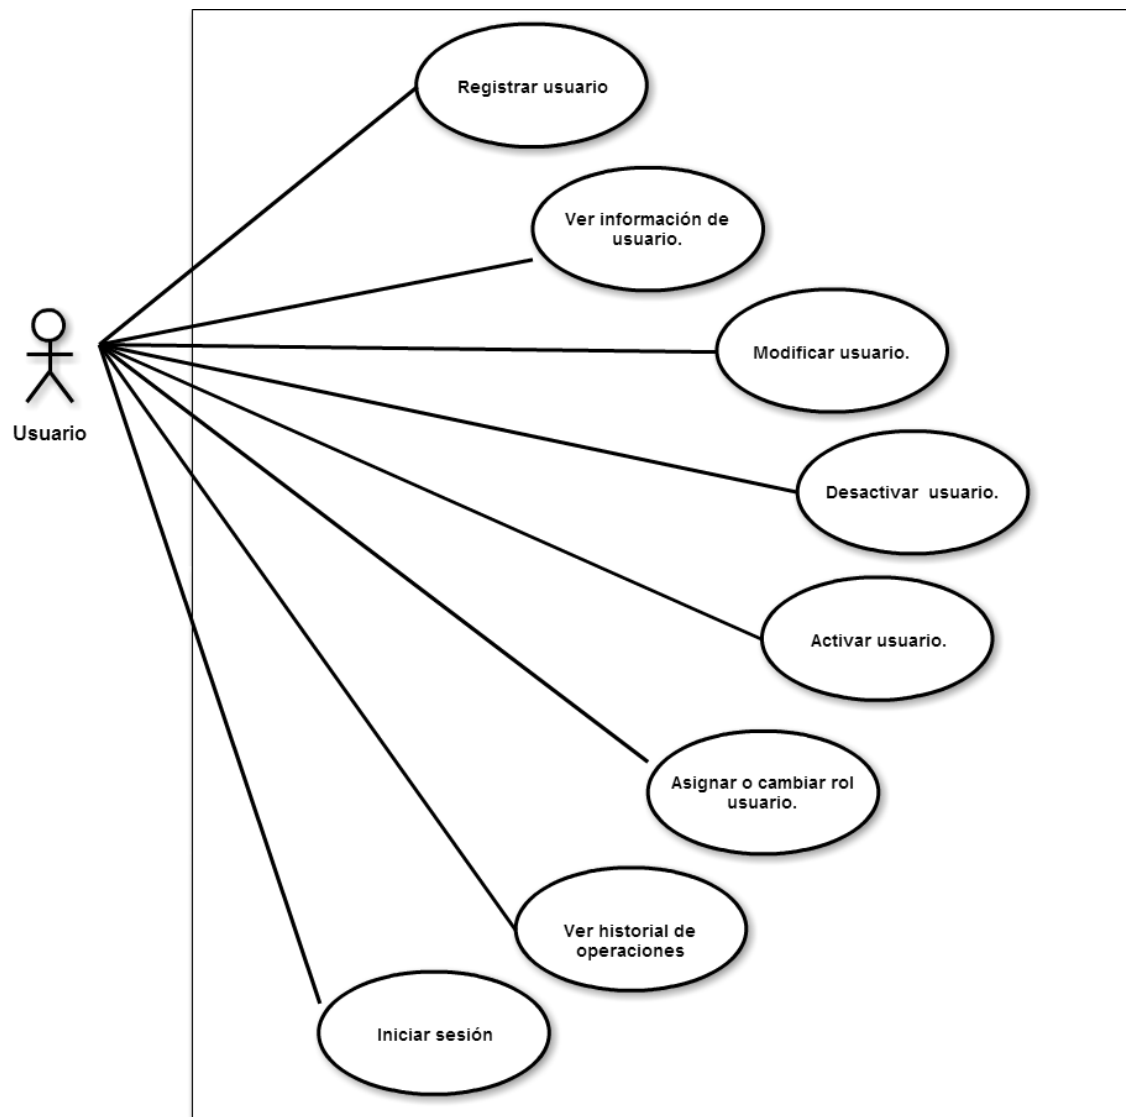 Registrar usuario
Ver información de
usuario.
Modificar usuario.
Usuario
Desactivar  usuario.
Activar usuario.
Asignar o cambiar rol
usuario.
Ver historial de
operaciones
Iniciar sesión